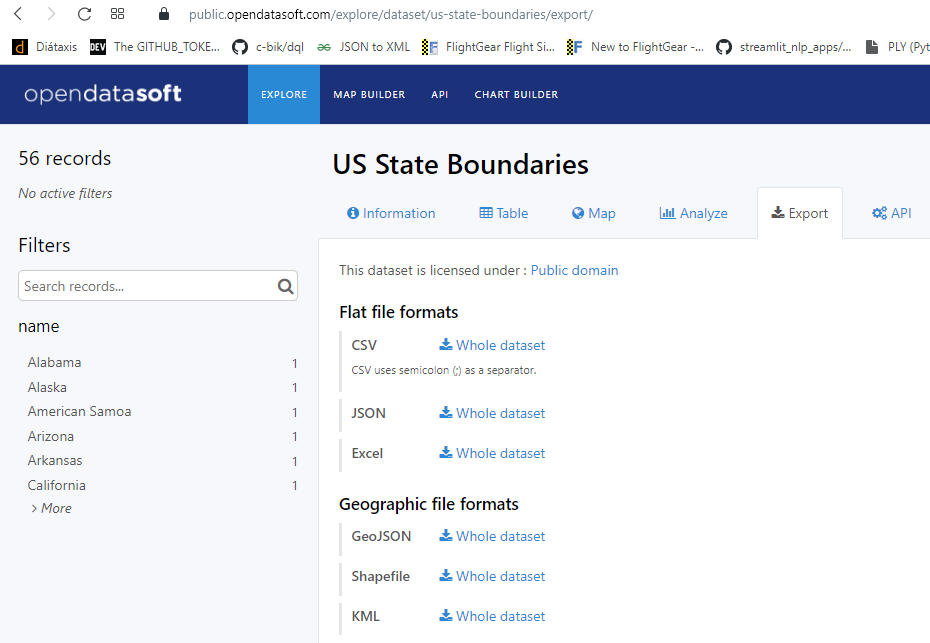 public.opendatasoft.com/explore/dataset/us-state-boundaries/export/
d Diátaxis DEV The GITHUB_TOKE... c-bik/dql JSON to XML FlightGear Flight Si... New to FlightGear -... streamlit_nlp_apps/... PLY (Pyt
opendatasoft EXPLORE MAP BUILDER API CHART BUILDER
56 records
No active filters
Filters
Search records...
name
Alabama 1
Alaska 1
American Samoa 1
Arizona 1
Arkansas 1
California 1
> More
US State Boundaries
Information Table Map Analyze Export API
This dataset is licensed under : Public domain
Flat file formats
CSV Whole dataset
CSV uses semicolon (;) as a separator.
JSON Whole dataset
Excel Whole dataset
Geographic file formats
GeoJSON Whole dataset
Shapefile Whole dataset
KML Whole dataset